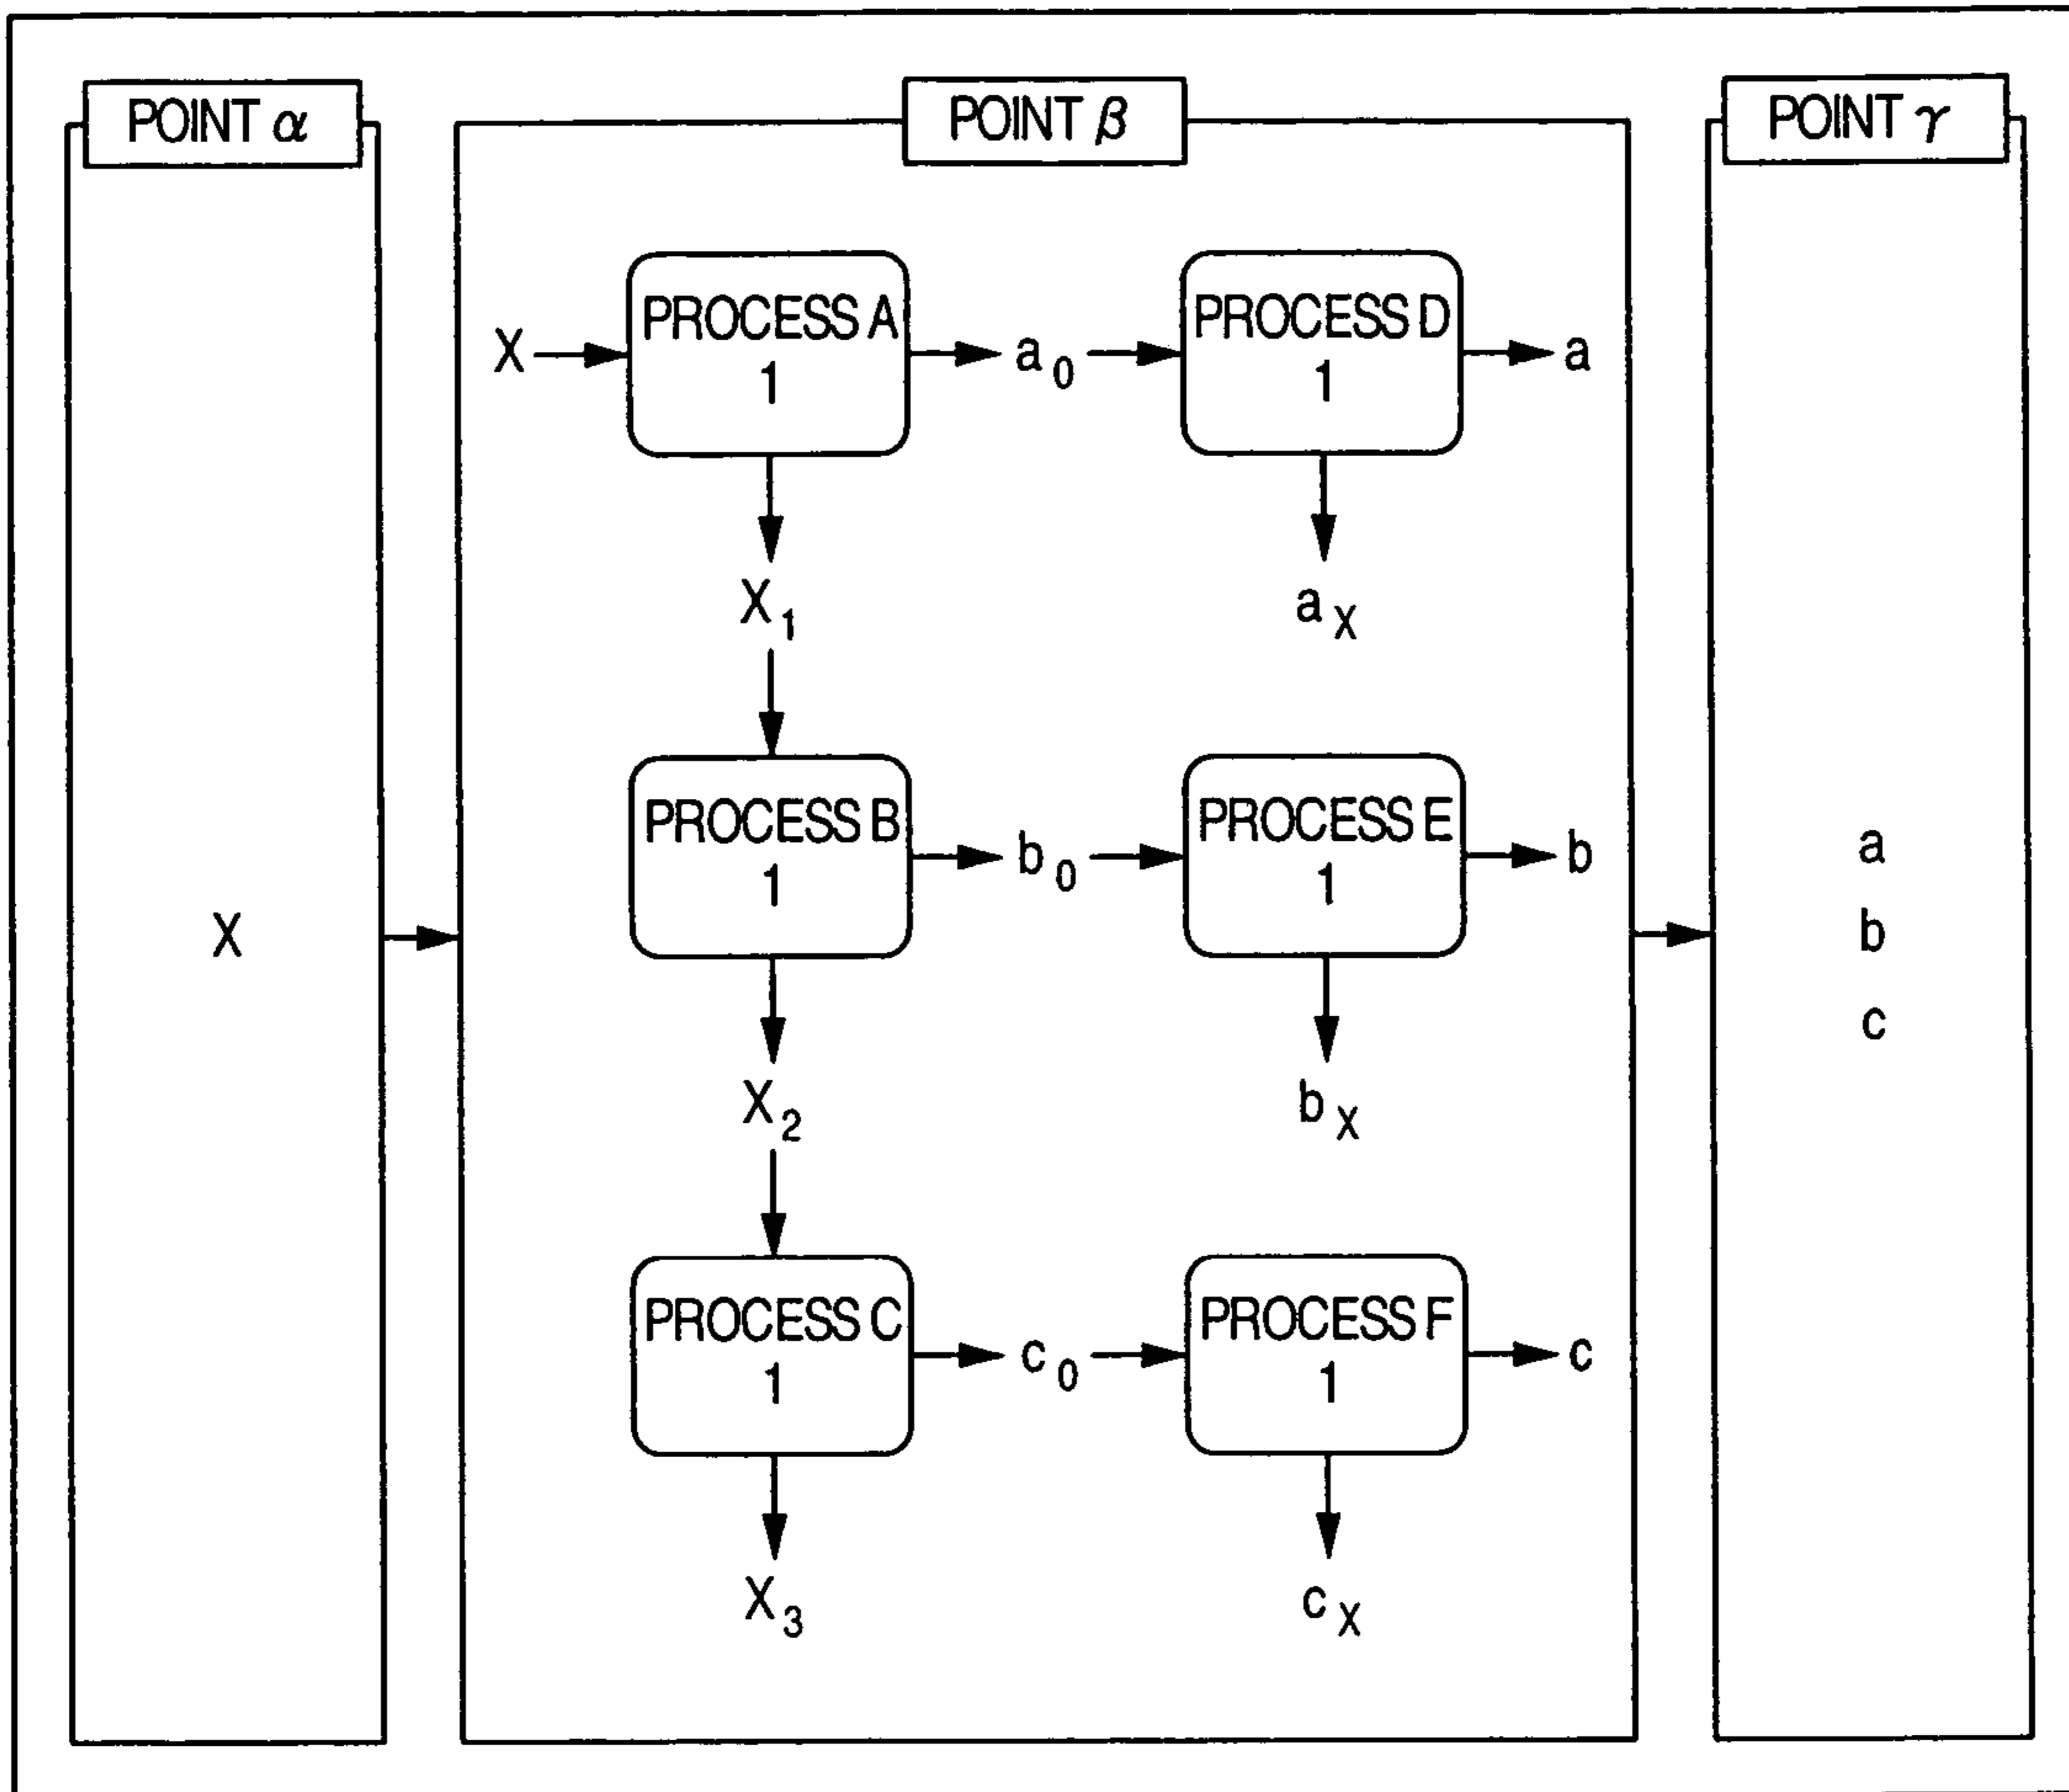 POINT α
POINT β
POINT γ
X
PROCESS A
1
a0
PROCESS D
1
a
X1
aX
PROCESS B
1
b0
PROCESS E
1
b
X2
bX
PROCESS C
1
c0
PROCESS F
1
c
X3
cX
X
a
b
c